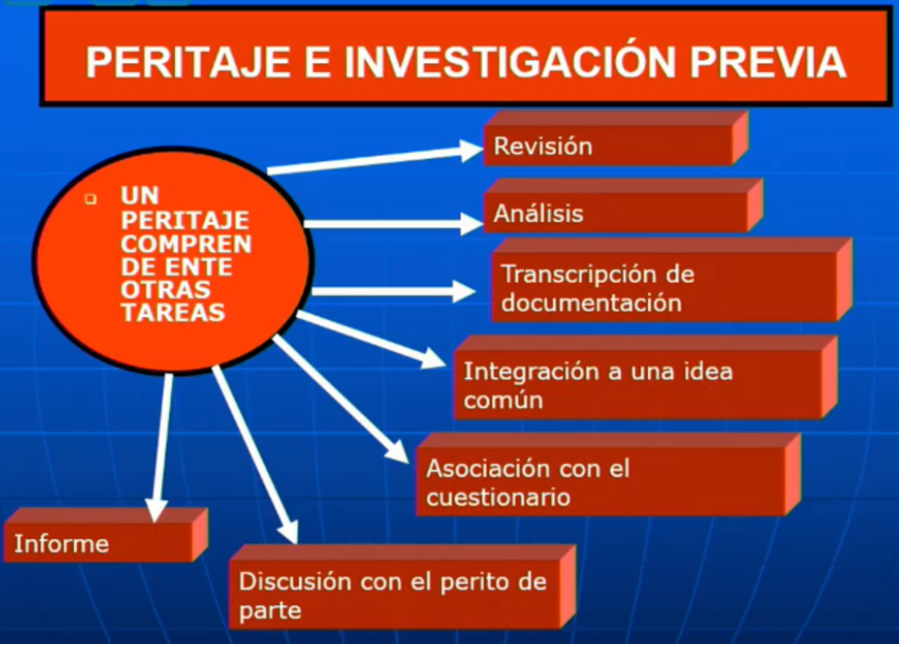 PERITAJE E INVESTIGACIÓN PREVIA
UN
PERITAJE
COMPREN
DE ENTE
OTRAS
TAREAS
Revisión
Análisis
Transcripción de
documentación
Integración a una idea
común
Asociación con el
cuestionario
Discusión con el perito de
parte
Informe